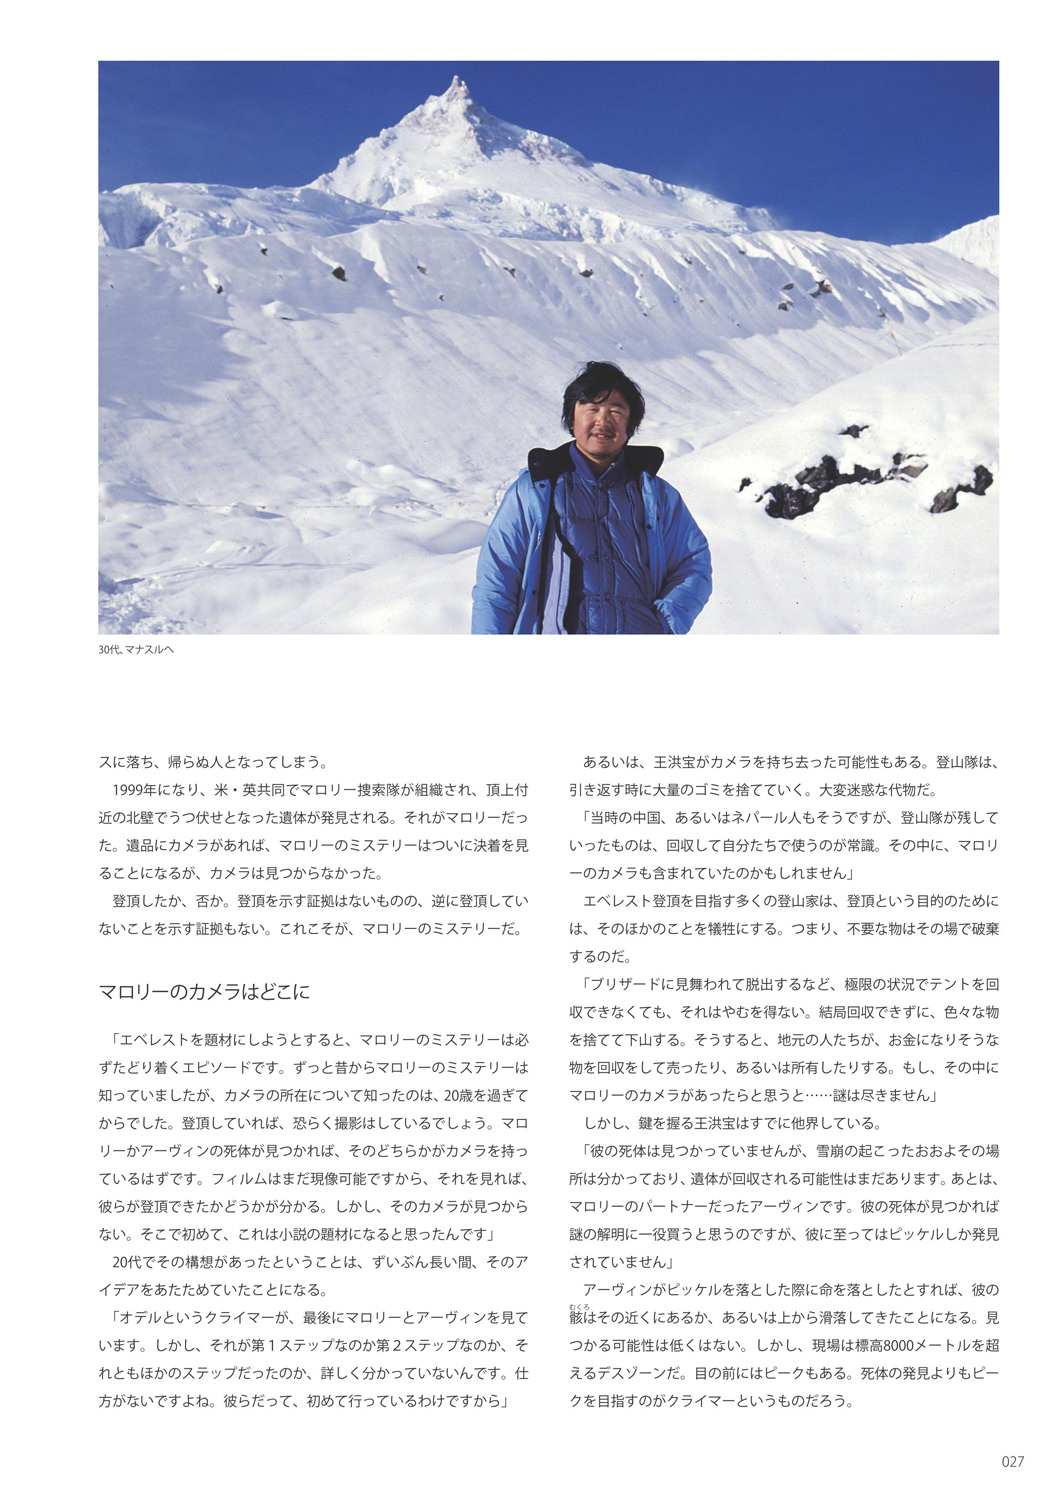 30代、マナスルへ
スに落ち、帰らぬ人となってしまう。
1999年になり、米・英共同でマロリー捜索隊が組織され、頂上付
近の北壁でうつ伏せとなった遺体が発見される。それがマロリーだっ
た。遺品にカメラがあれば、マロリーのミステリーはついに決着を見
ることになるが、カメラは見つからなかった。
登頂したか、否か。登頂を示す証拠はないものの、逆に登頂してい
ないことを示す証拠もない。これこそが、マロリーのミステリーだ。
マロリーのカメラはどこに
「エベレストを題材にしようとすると、マロリーのミステリーは必
ずたどり着くエピソードです。ずっと昔からマロリーのミステリーは
知っていましたが、カメラの所在について知ったのは、20歳を過ぎて
からでした。登頂していれば、恐らく撮影はしているでしょう。マロ
リーかアーヴィンの死体が見つかれば、そのどちらかがカメラを持っ
ているはずです。フィルムはまだ現像可能ですから、それを見れば、
彼らが登頂できたかどうかが分かる。しかし、そのカメラが見つから
ない。そこで初めて、これは小説の題材になると思ったんです」
20代でその構想があったということは、ずいぶん長い間、そのア
イデアをあたためていたことになる。
「オデルというクライマーが、最後にマロリーとアーヴィンを見て
います。しかし、それが第１ステップなのか第２ステップなのか、そ
れともほかのステップだったのか、詳しく分かっていないんです。仕
方がないですよね。彼らだって、初めて行っているわけですから」
あるいは、王洪宝がカメラを持ち去った可能性もある。登山隊は、
引き返す時に大量のゴミを捨てていく。大変迷惑な代物だ。
「当時の中国、あるいはネパール人もそうですが、登山隊が残して
いったものは、回収して自分たちで使うのが常識。その中に、マロリ
ーのカメラも含まれていたのかもしれません」
エベレスト登頂を目指す多くの登山家は、登頂という目的のために
は、そのほかのことを犠牲にする。つまり、不要な物はその場で破棄
するのだ。
「ブリザードに見舞われて脱出するなど、極限の状況でテントを回
収できなくても、それはやむを得ない。結局回収できずに、色々な物
を捨てて下山する。そうすると、地元の人たちが、お金になりそうな
物を回収をして売ったり、あるいは所有したりする。もし、その中に
マロリーのカメラがあったらと思うと……謎は尽きません」
しかし、鍵を握る王洪宝はすでに他界している。
「彼の死体は見つかっていませんが、雪崩の起こったおおよその場
所は分かっており、遺体が回収される可能性はまだあります。あとは、
マロリーのパートナーだったアーヴィンです。彼の死体が見つかれば
謎の解明に一役買うと思うのですが、彼に至ってはピッケルしか発見
されていません」
アーヴィンがピッケルを落とした際に命を落としたとすれば、彼の
むくろ
骸はその近くにあるか、あるいは上から滑落してきたことになる。見
つかる可能性は低くはない。しかし、現場は標高8000メートルを超
えるデスゾーンだ。目の前にはピークもある。死体の発見よりもピー
クを目指すのがクライマーというものだろう。
027